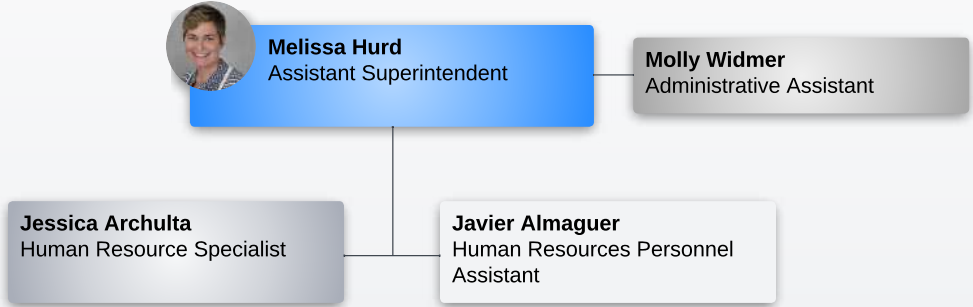 Melissa Hurd
Assistant Superintendent
Molly Widmer
Administrative Assistant
Jessica Archulta
Human Resource Specialist
Javier Almaguer
Human Resources Personnel
Assistant